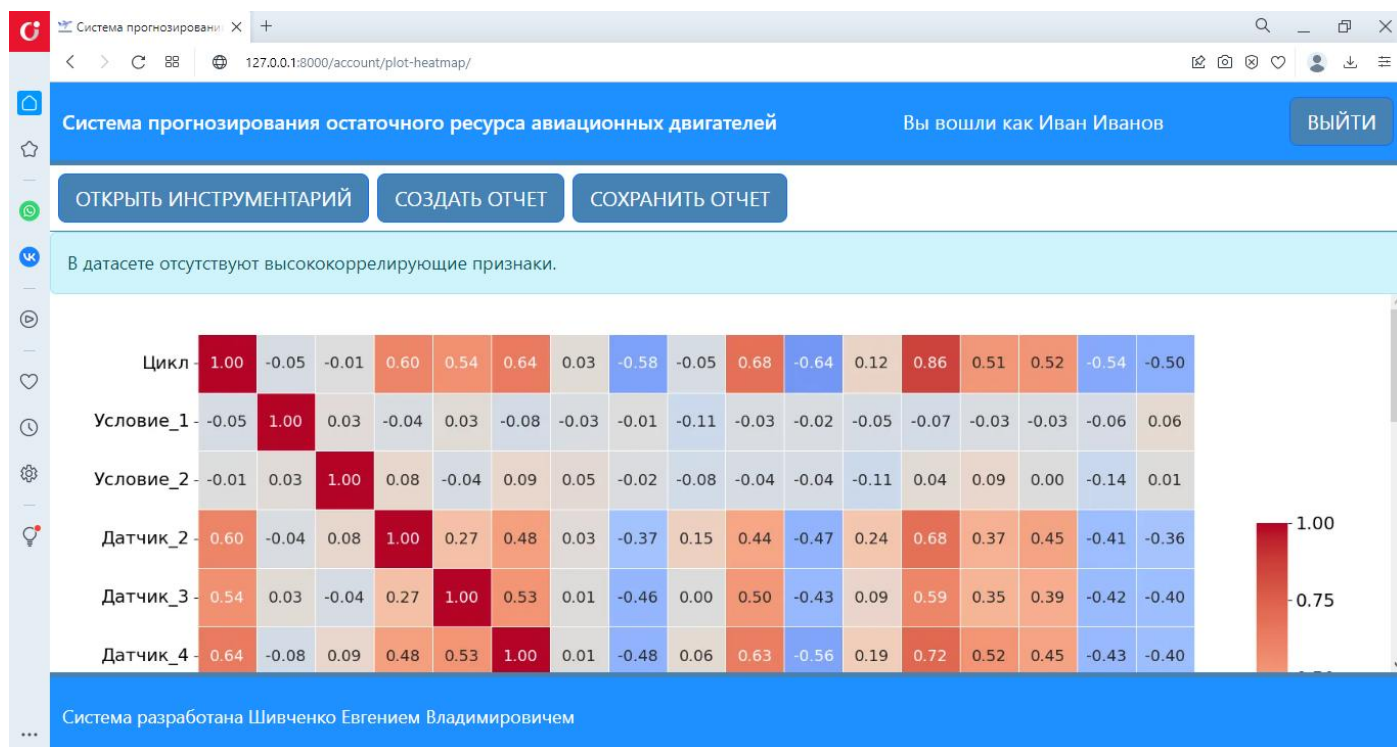 Система прогнозировани
127.0.0.1:8000/account/plot-heatmap/
Система прогнозирования остаточного ресурса авиационных двигателей
Вы вошли как Иван Иванов
ВЫЙТИ
ОТКРЫТЬ ИНСТРУМЕНТАРИЙ
СОЗДАТЬ ОТЧЕТ
СОХРАНИТЬ ОТЧЕТ
В датасете отсутствуют высококоррелирующие признаки.
Цикл 1.00 -0.05 -0.01 0.60 0.54 0.64 0.03 -0.58 -0.05 0.68 -0.64 0.12 0.86 0.51 0.52 -0.54 -0.50
Условие_1 -0.05 1.00 0.03 -0.04 0.03 -0.08 -0.03 -0.01 -0.11 -0.03 -0.02 -0.05 -0.07 -0.03 -0.03 -0.06 0.06
Условие_2 -0.01 0.03 1.00 0.08 -0.04 0.09 0.05 -0.02 -0.08 -0.04 -0.04 -0.11 0.04 0.09 0.00 -0.14 0.01
Датчик_2 0.60 -0.04 0.08 1.00 0.27 0.48 0.03 -0.37 0.15 0.44 -0.47 0.24 0.68 0.37 0.45 -0.41 -0.36
Датчик_3 0.54 0.03 -0.04 0.27 1.00 0.53 0.01 -0.46 0.00 0.50 -0.43 0.09 0.59 0.35 0.39 -0.42 -0.40
Датчик_4 0.64 -0.08 0.09 0.48 0.53 1.00 0.01 -0.48 0.06 0.63 -0.56 0.19 0.72 0.52 0.45 -0.43 -0.40
1.00
0.75
Система разработана Шивченко Евгением Владимировичем